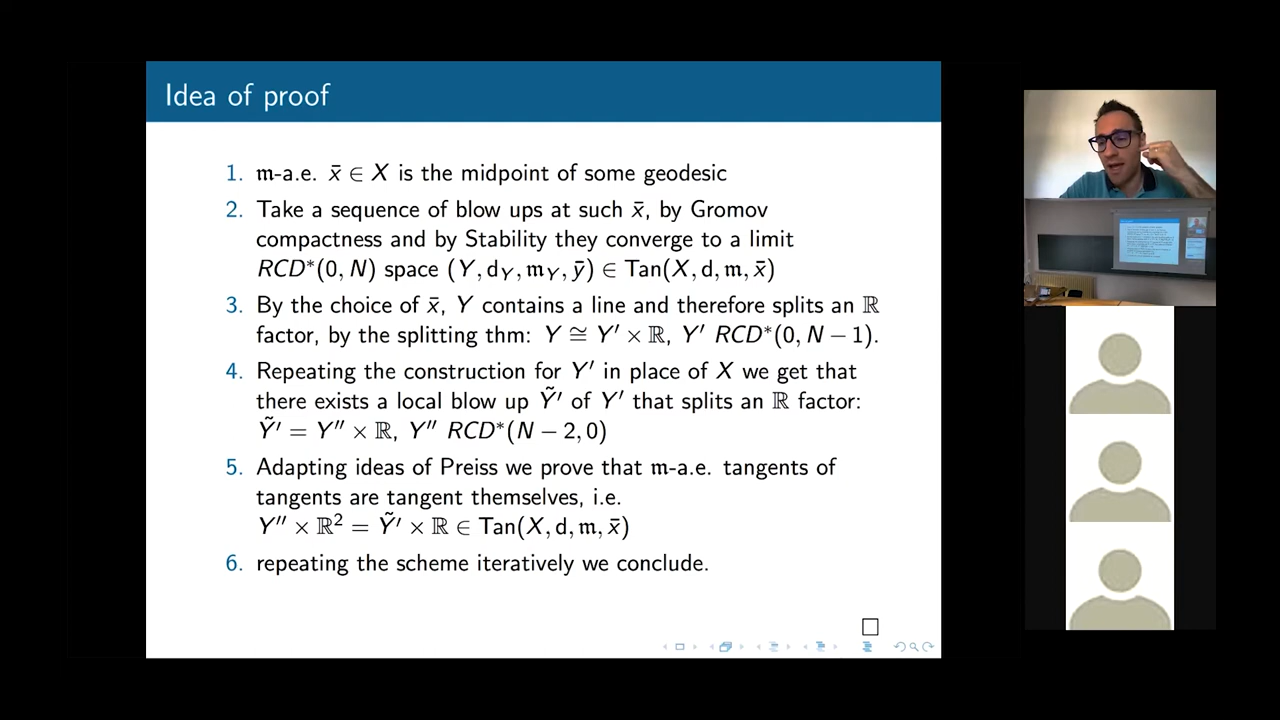 Idea of proof
1. 𝔪-a.e. x̄ ∈ X is the midpoint of some geodesic
2. Take a sequence of blow ups at such x̄, by Gromov
compactness and by Stability they converge to a limit
RCD*(0, N) space (Y, d_Y, 𝔪_Y, ȳ) ∈ Tan(X, d, 𝔪, x̄)
3. By the choice of x̄, Y contains a line and therefore splits an ℝ
factor, by the splitting thm: Y ≅ Y′ × ℝ, Y′ RCD*(0, N − 1).
4. Repeating the construction for Y′ in place of X we get that
there exists a local blow up Ỹ′ of Y′ that splits an ℝ factor:
Ỹ′ = Y″ × ℝ, Y″ RCD*(N − 2, 0)
5. Adapting ideas of Preiss we prove that 𝔪-a.e. tangents of
tangents are tangent themselves, i.e.
Y″ × ℝ² = Ỹ′ × ℝ ∈ Tan(X, d, 𝔪, x̄)
6. repeating the scheme iteratively we conclude.
□